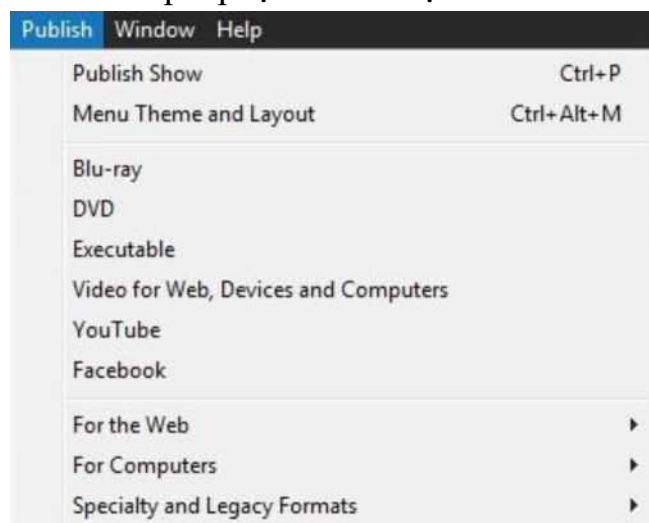 Publish Window Help
Publish Show Ctrl+P
Menu Theme and Layout Ctrl+Alt+M
Blu-ray
DVD
Executable
Video for Web, Devices and Computers
YouTube
Facebook
For the Web
For Computers
Specialty and Legacy Formats